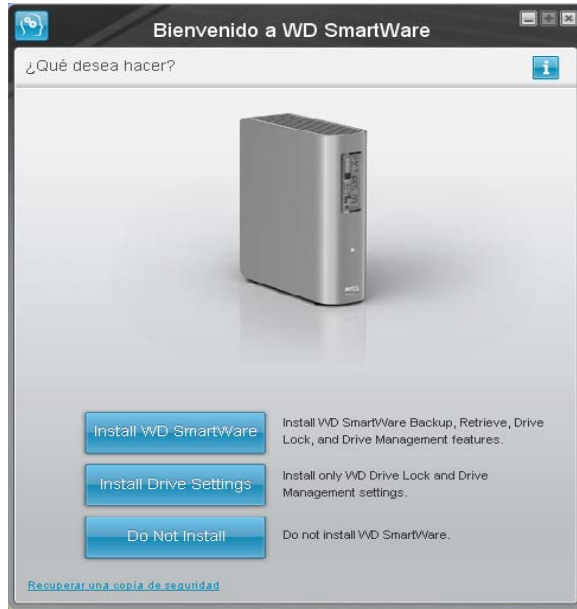 Bienvenido a WD SmartWare
¿Qué desea hacer?
Install WD SmartWare
Install WD SmartWare Backup, Retrieve, Drive
Lock, and Drive Management features.
Install Drive Settings
Install only WD Drive Lock and Drive
Management settings.
Do Not Install
Do not install WD SmartWare.
Recuperar una copia de seguridad